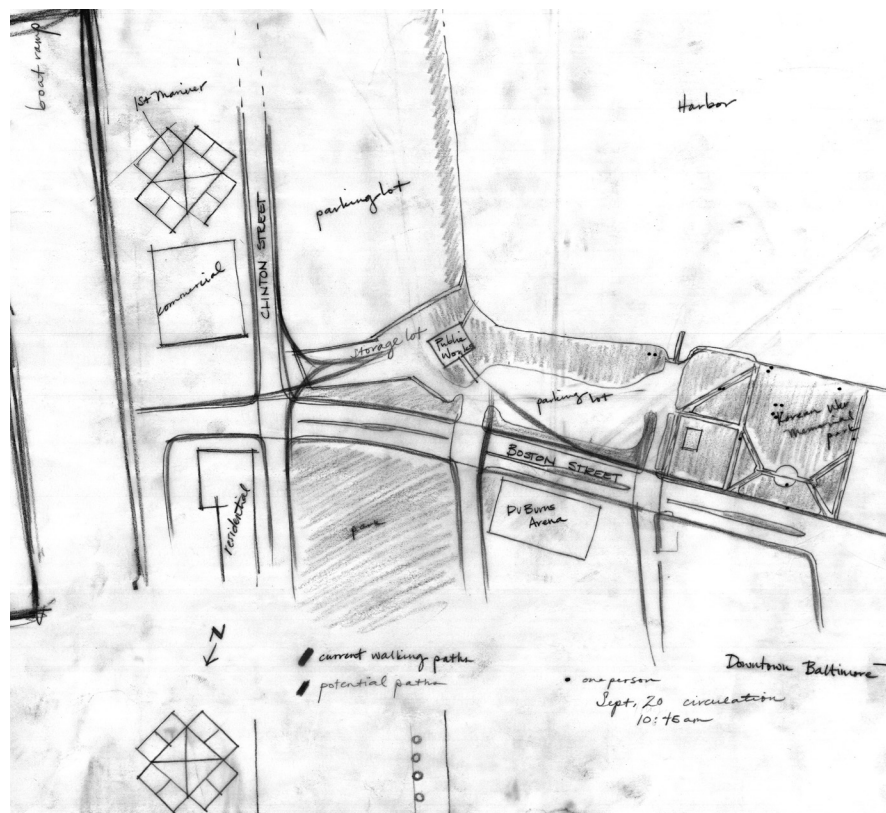 boat ramp
1st Mariner
Harbor
parking lot
CLINTON STREET
commercial
storage lot
Public
Works
parking
lot
Korean War
Memorial
park
BOSTON STREET
residential
park
Du Burns
Arena
N
current walking paths
potential paths
Downtown Baltimore
• one person
Sept. 20 circulation
10:45am